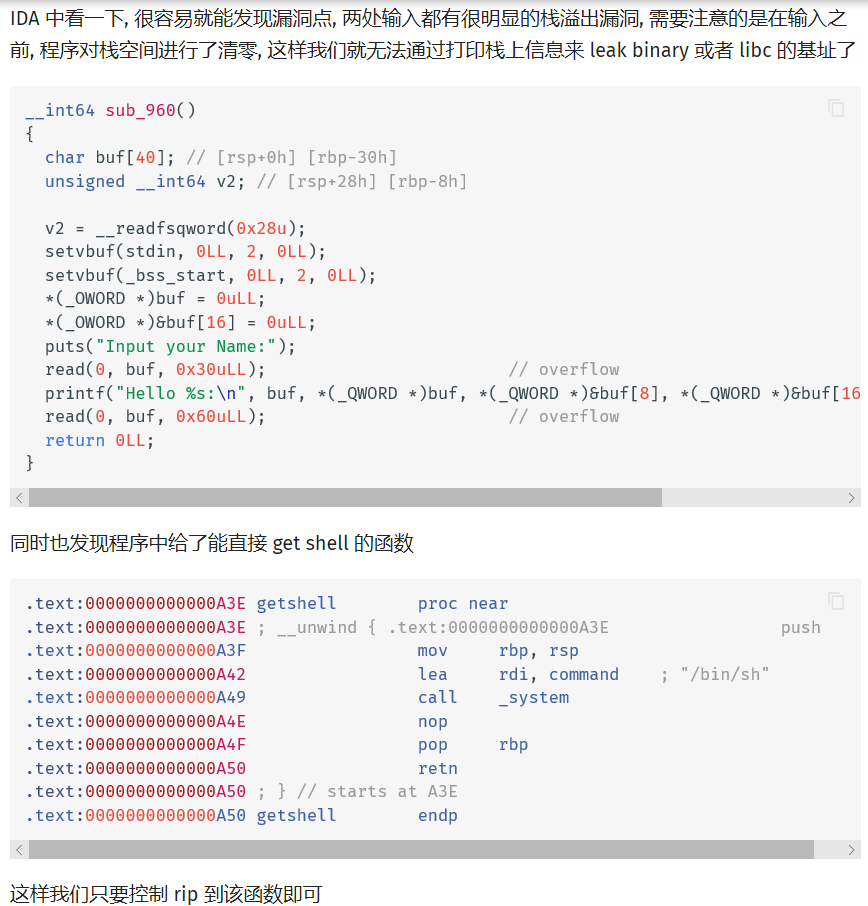 IDA 中看一下, 很容易就能发现漏洞点, 两处输入都有很明显的栈溢出漏洞, 需要注意的是在输入之
前, 程序对栈空间进行了清零, 这样我们就无法通过打印栈上信息来 leak binary 或者 libc 的基址了
__int64 sub_960()
{
  char buf[40]; // [rsp+0h] [rbp-30h]
  unsigned __int64 v2; // [rsp+28h] [rbp-8h]
  v2 = __readfsqword(0x28u);
  setvbuf(stdin, 0LL, 2, 0LL);
  setvbuf(_bss_start, 0LL, 2, 0LL);
  *(_OWORD *)buf = 0uLL;
  *(_OWORD *)&buf[16] = 0uLL;
  puts("Input your Name:");
  read(0, buf, 0x30uLL); // overflow
  printf("Hello %s:\n", buf, *(_QWORD *)buf, *(_QWORD *)&buf[8], *(_QWORD *)&buf[16
  read(0, buf, 0x60uLL); // overflow
  return 0LL;
}
同时也发现程序中给了能直接 get shell 的函数
.text:0000000000000A3E getshell proc near
.text:0000000000000A3E ; __unwind { .text:0000000000000A3E push
.text:0000000000000A3F mov rbp, rsp
.text:0000000000000A42 lea rdi, command ; "/bin/sh"
.text:0000000000000A49 call _system
.text:0000000000000A4E nop
.text:0000000000000A4F pop rbp
.text:0000000000000A50 retn
.text:0000000000000A50 ; } // starts at A3E
.text:0000000000000A50 getshell endp
这样我们只要控制 rip 到该函数即可